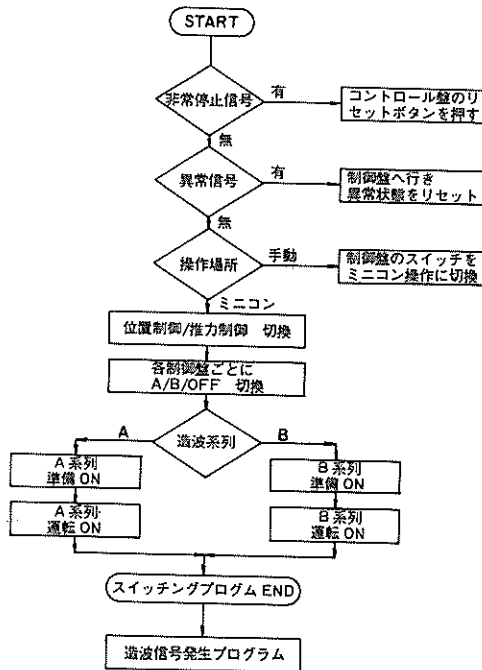 START
非常停止信号
有
コントロール盤のリ
セットボタンを押す
無
異常信号
有
制御盤へ行き
異常状態をリセット
無
操作場所
手動
制御盤のスイッチを
ミニコン操作に切換
ミニコン
位置制御/推力制御 切換
各制御盤ごとに
A/B/OFF 切換
造波系列
A
B
A系列
準備ON
B系列
準備ON
A系列
運転ON
B系列
運転ON
スイッチングプログムEND
造波信号発生プログラム